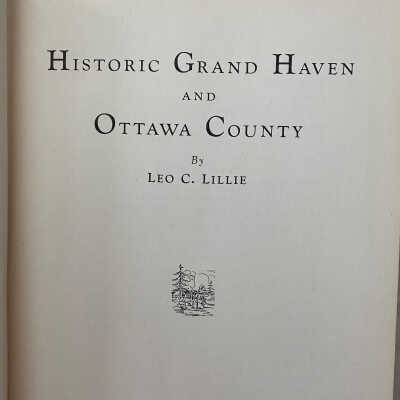 Historic Grand Haven
and
Ottawa County
By
Leo C. Lillie